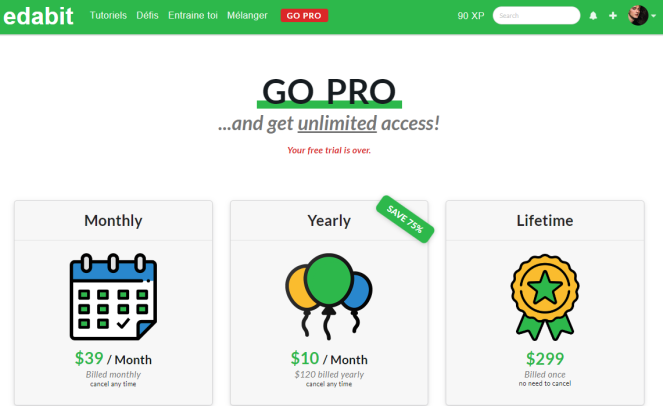 edabit Tutoriels Défis Entraine toi Mélanger GO PRO 90 XP Search
GO PRO
...and get unlimited access!
Your free trial is over.
Monthly
Yearly
SAVE 75%
Lifetime
$39 / Month
Billed monthly
cancel any time
$10 / Month
$120 billed yearly
cancel any time
$299
Billed once
no need to cancel